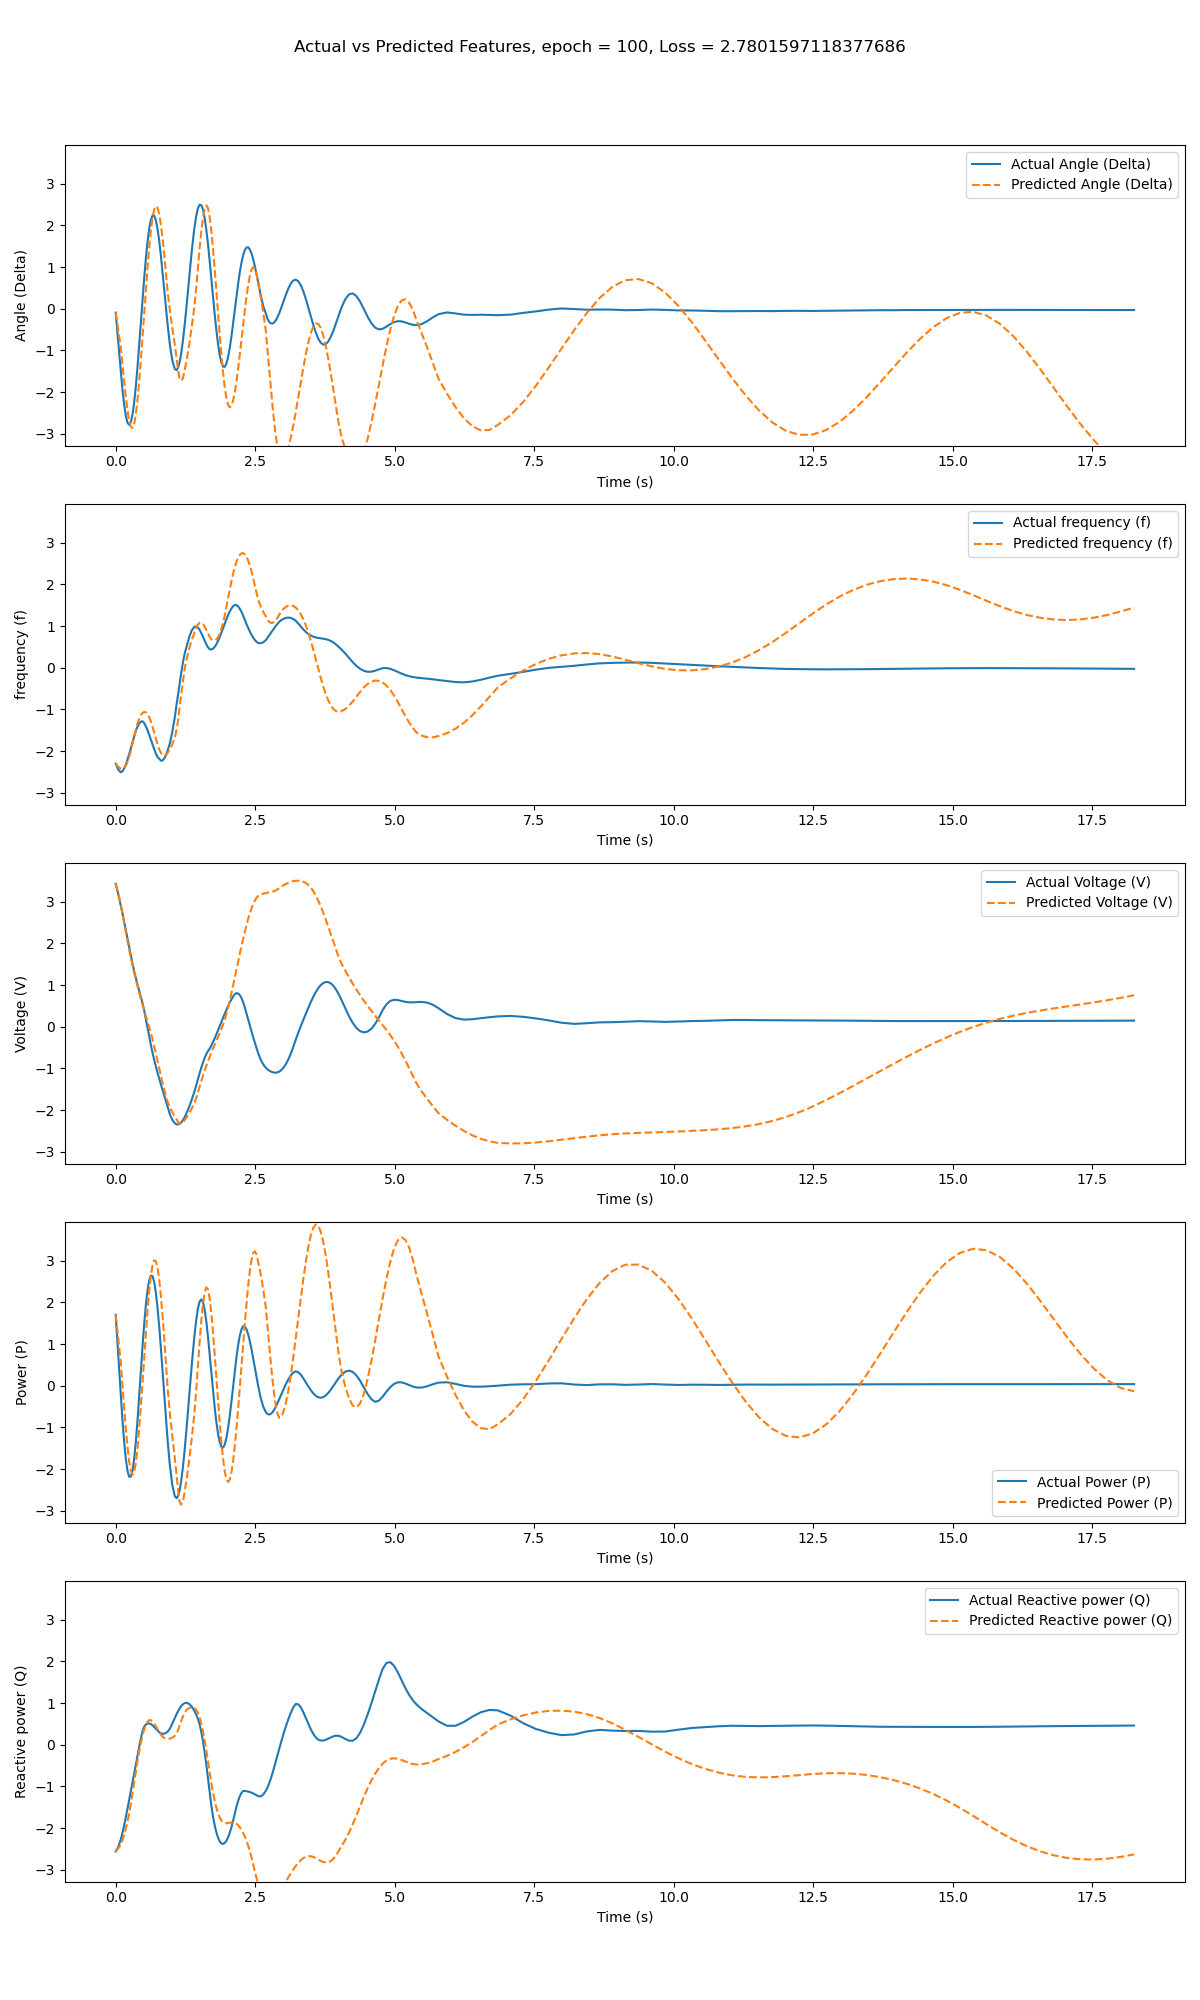 Actual vs Predicted Features, epoch = 100, Loss = 2.7801597118377686
Actual Angle (Delta)
Predicted Angle (Delta)
Angle (Delta)
3
2
1
0
−1
−2
−3
0.0 2.5 5.0 7.5 10.0 12.5 15.0 17.5
Time (s)
Actual frequency (f)
Predicted frequency (f)
frequency (f)
3
2
1
0
−1
−2
−3
0.0 2.5 5.0 7.5 10.0 12.5 15.0 17.5
Time (s)
Actual Voltage (V)
Predicted Voltage (V)
Voltage (V)
3
2
1
0
−1
−2
−3
0.0 2.5 5.0 7.5 10.0 12.5 15.0 17.5
Time (s)
Power (P)
3
2
1
0
−1
−2
−3
Actual Power (P)
Predicted Power (P)
0.0 2.5 5.0 7.5 10.0 12.5 15.0 17.5
Time (s)
Actual Reactive power (Q)
Predicted Reactive power (Q)
Reactive power (Q)
3
2
1
0
−1
−2
−3
0.0 2.5 5.0 7.5 10.0 12.5 15.0 17.5
Time (s)